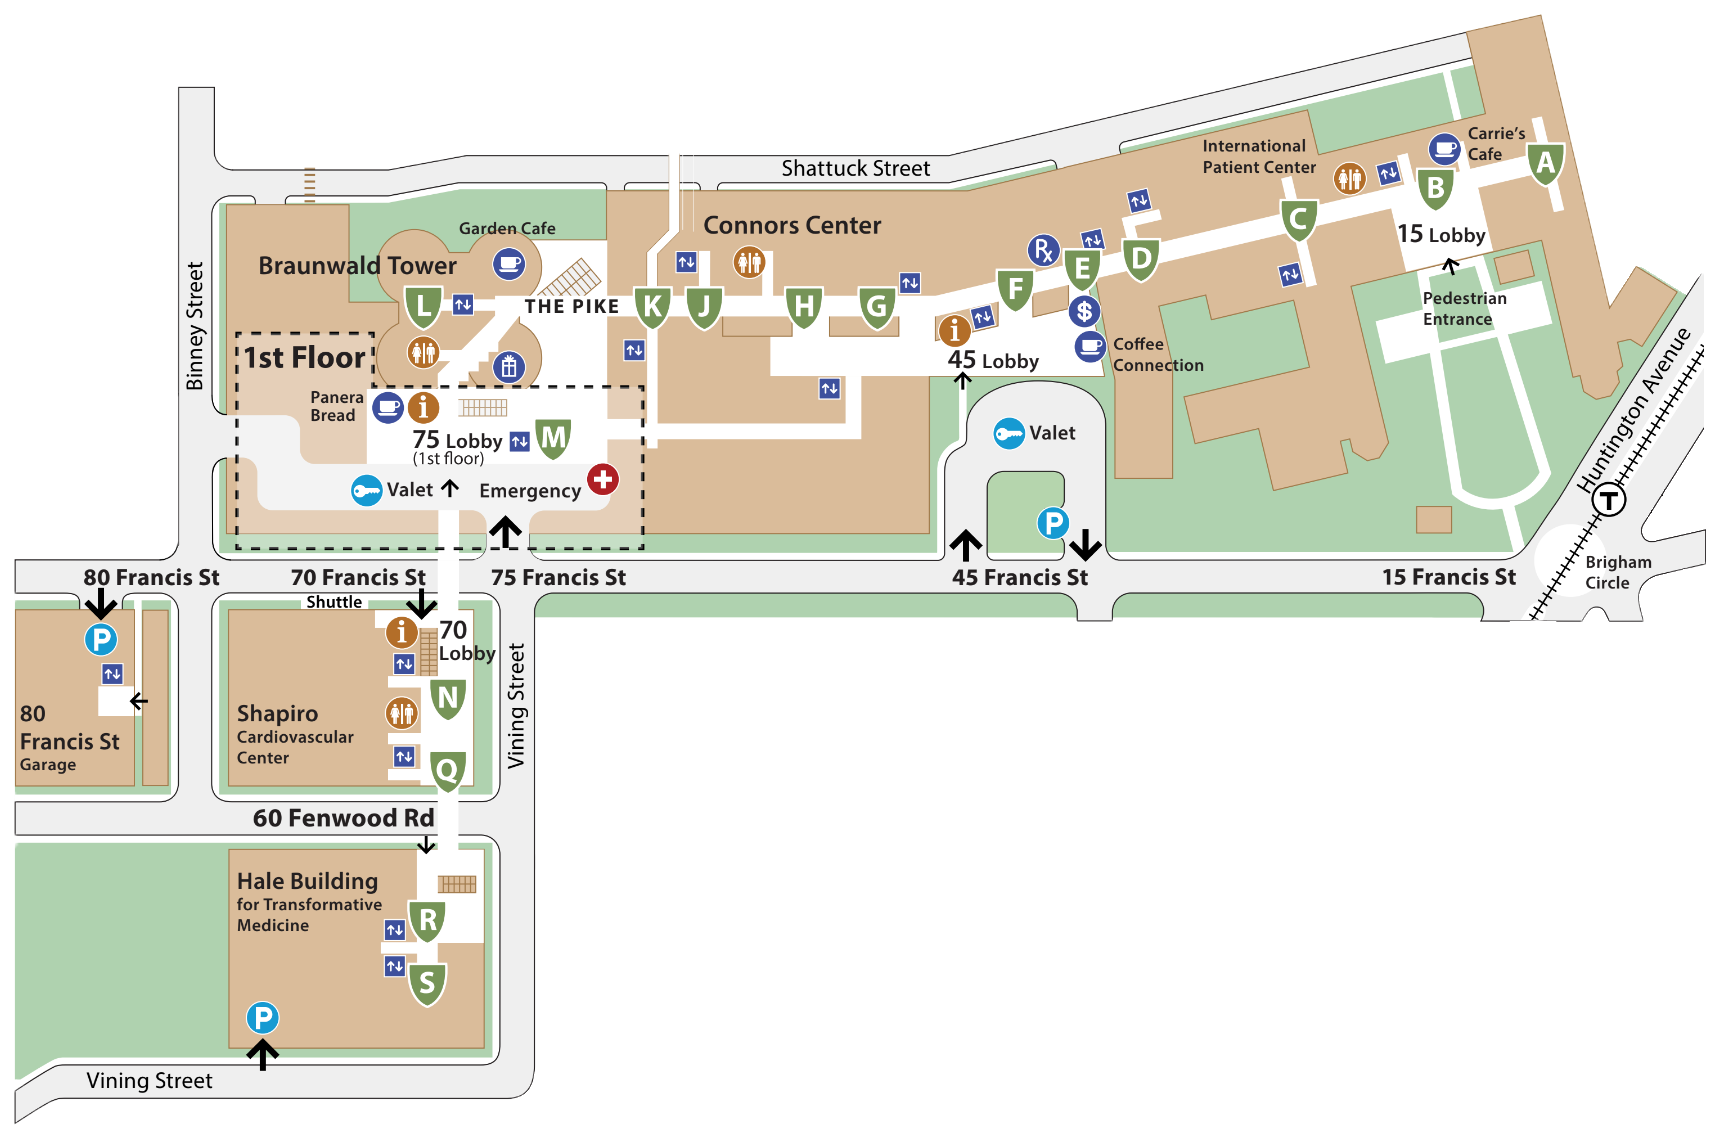 Shattuck Street
International
Patient Center
Carrie's
Cafe
A
B
C
15 Lobby
Pedestrian
Entrance
Connors Center
Garden Cafe
Braunwald Tower
L
THE PIKE
K
J
H
G
F
E
D
Rx
$
i
45 Lobby
Coffee
Connection
Binney Street
1st Floor
Panera
Bread
i
75 Lobby
(1st floor)
M
Valet
Emergency
Valet
P
Huntington Avenue
T
Brigham
Circle
80 Francis St
70 Francis St
75 Francis St
45 Francis St
15 Francis St
Shuttle
P
i
70
Lobby
N
80
Francis St
Garage
Shapiro
Cardiovascular
Center
Q
Vining Street
60 Fenwood Rd
Hale Building
for Transformative
Medicine
R
S
P
Vining Street